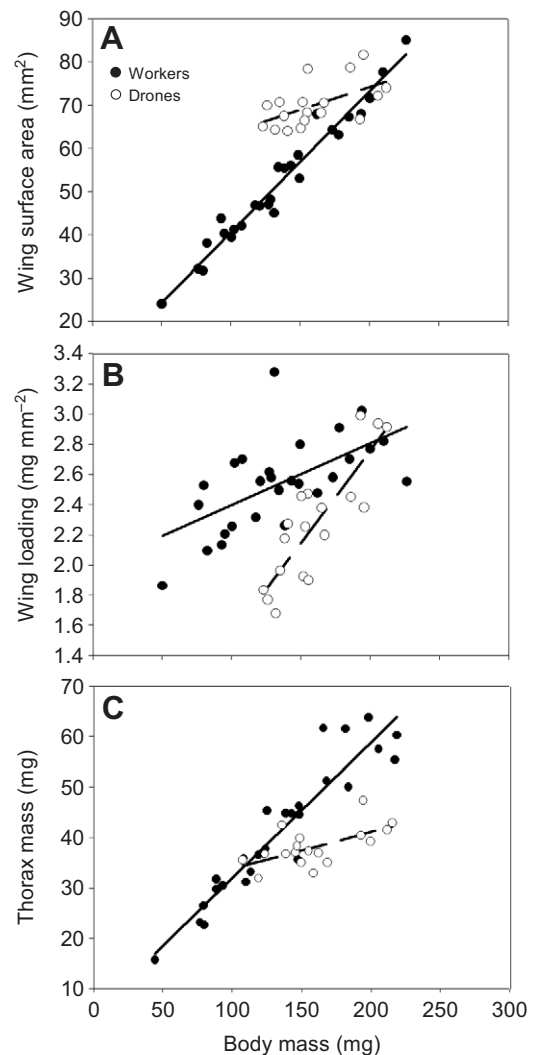 A
Workers
Drones
90
80
70
60
50
40
30
20
Wing surface area (mm²)
B
3.4
3.2
3.0
2.8
2.6
2.4
2.2
2.0
1.8
1.6
1.4
Wing loading (mg mm⁻²)
C
70
60
50
40
30
20
10
Thorax mass (mg)
0 50 100 150 200 250 300
Body mass (mg)